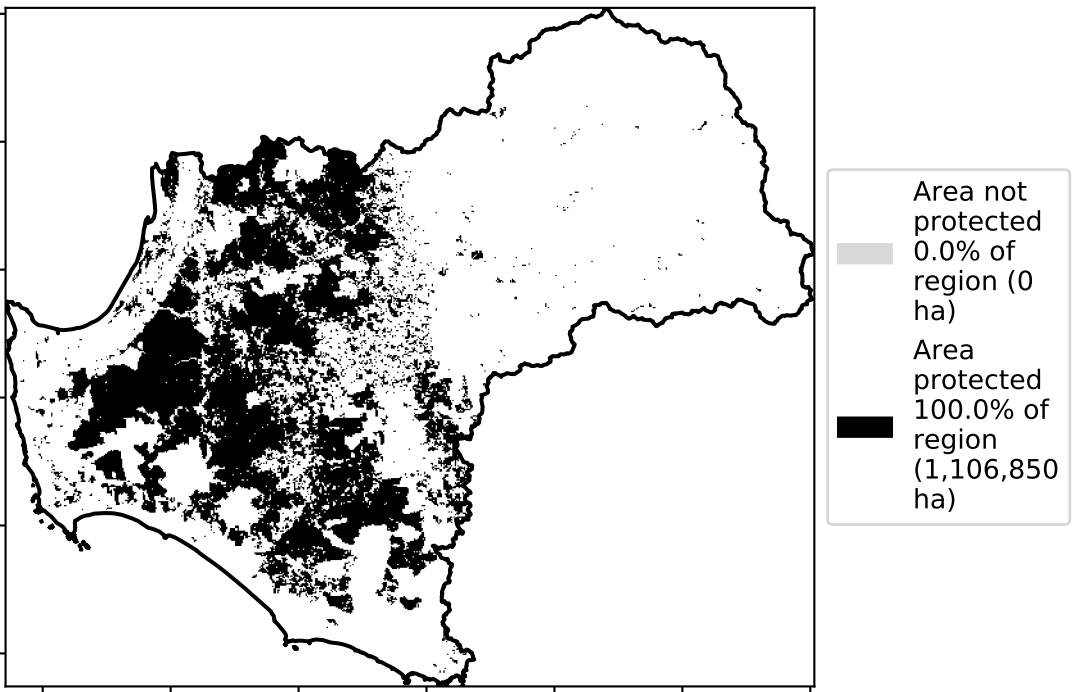 Area not
protected
0.0% of
region (0
ha)
Area
protected
100.0% of
region
(1,106,850
ha)